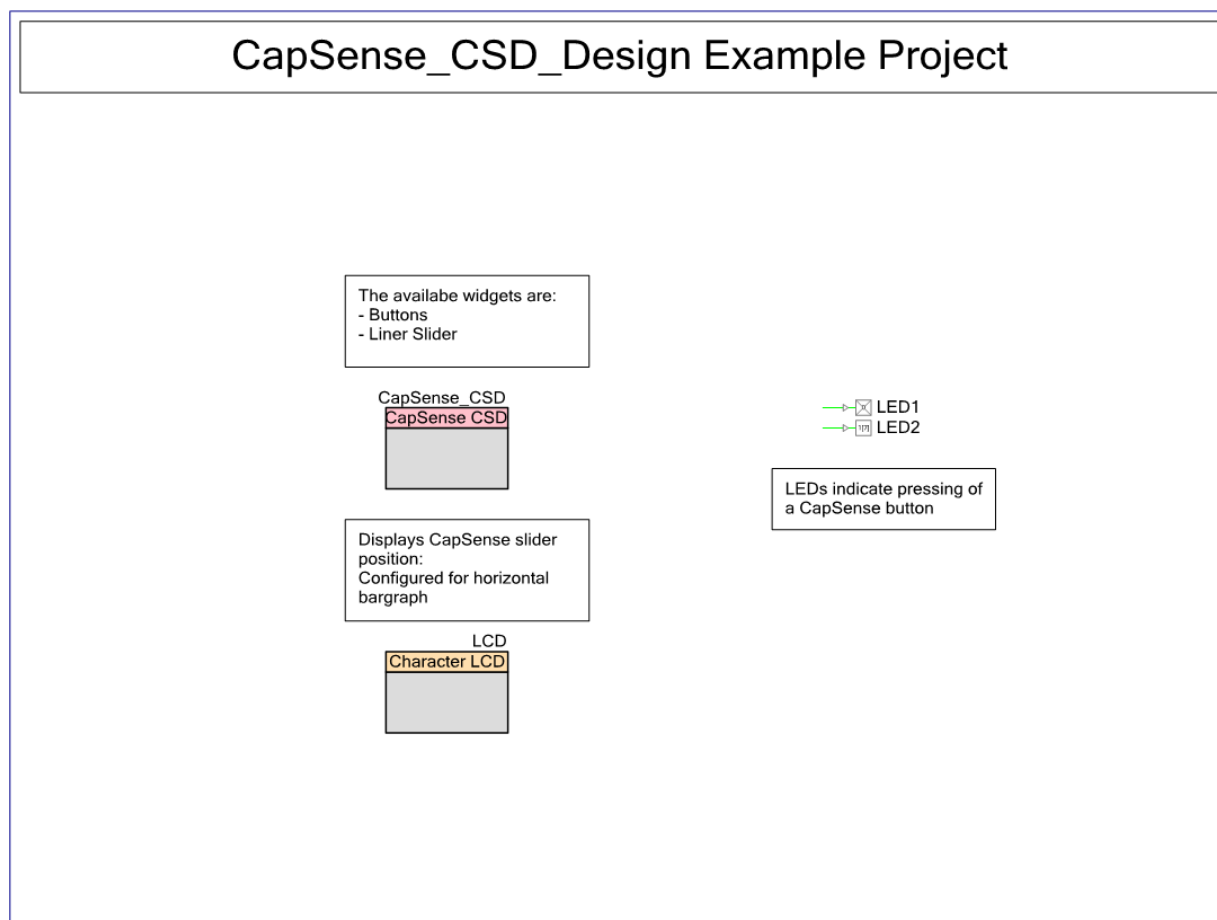 CapSense_CSD_Design Example Project
The availabe widgets are:
- Buttons
- Liner Slider
CapSense_CSD
CapSense CSD
LED1
LED2
LEDs indicate pressing of
a CapSense button
Displays CapSense slider
position:
Configured for horizontal
bargraph
LCD
Character LCD